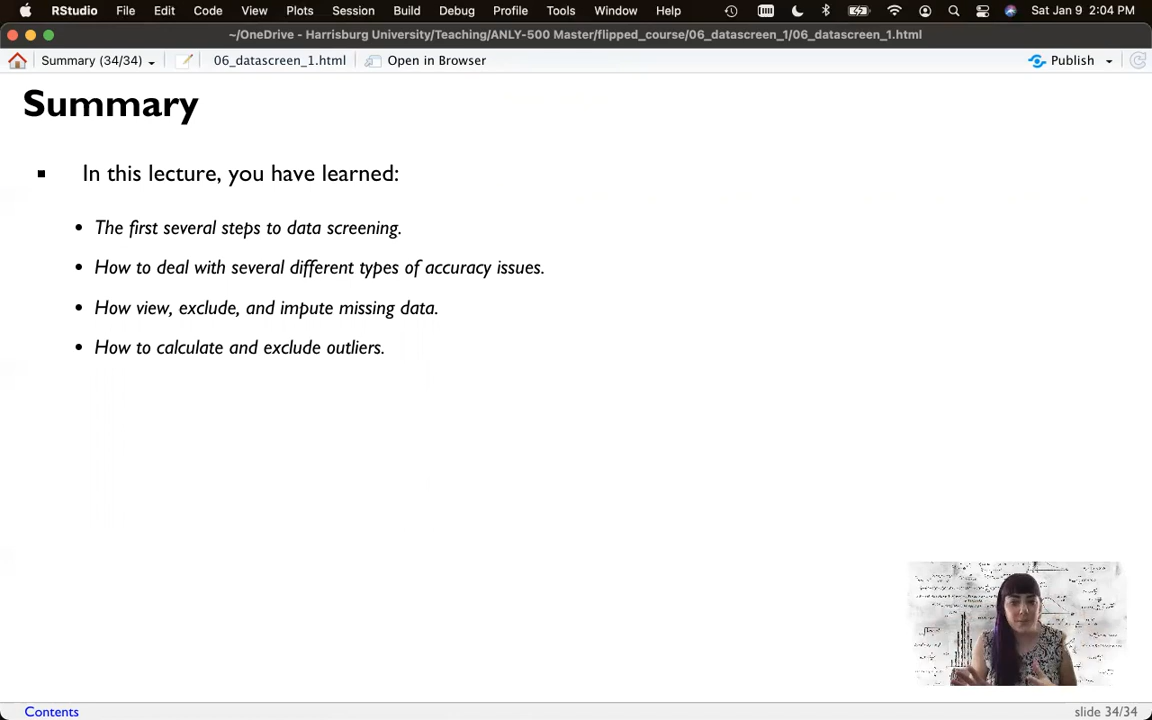 RStudio File Edit Code View Plots Session Build Debug Profile Tools Window Help Sat Jan 9 2:04 PM
~/OneDrive - Harrisburg University/Teaching/ANLY-500 Master/flipped_course/06_datascreen_1/06_datascreen_1.html
Summary (34/34) 06_datascreen_1.html Open in Browser Publish
Summary
In this lecture, you have learned:
The first several steps to data screening.
How to deal with several different types of accuracy issues.
How view, exclude, and impute missing data.
How to calculate and exclude outliers.
Contents slide 34/34